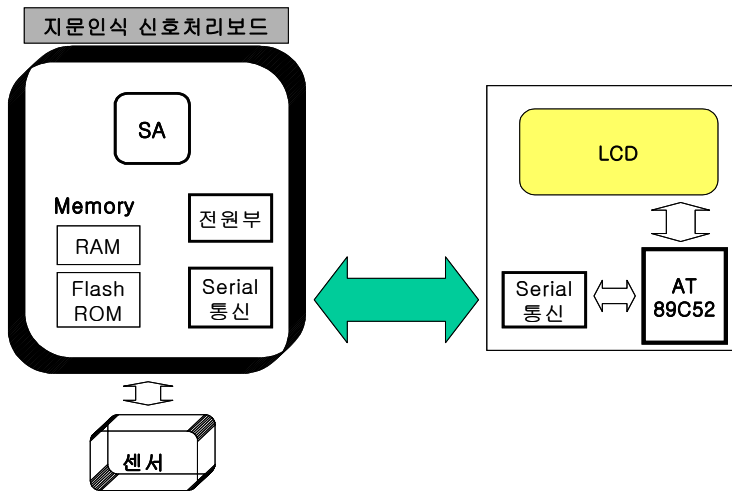 지문인식 신호처리보드
SA
Memory
RAM
Flash
ROM
전원부
Serial
통신
센서
LCD
Serial
통신
AT
89C52